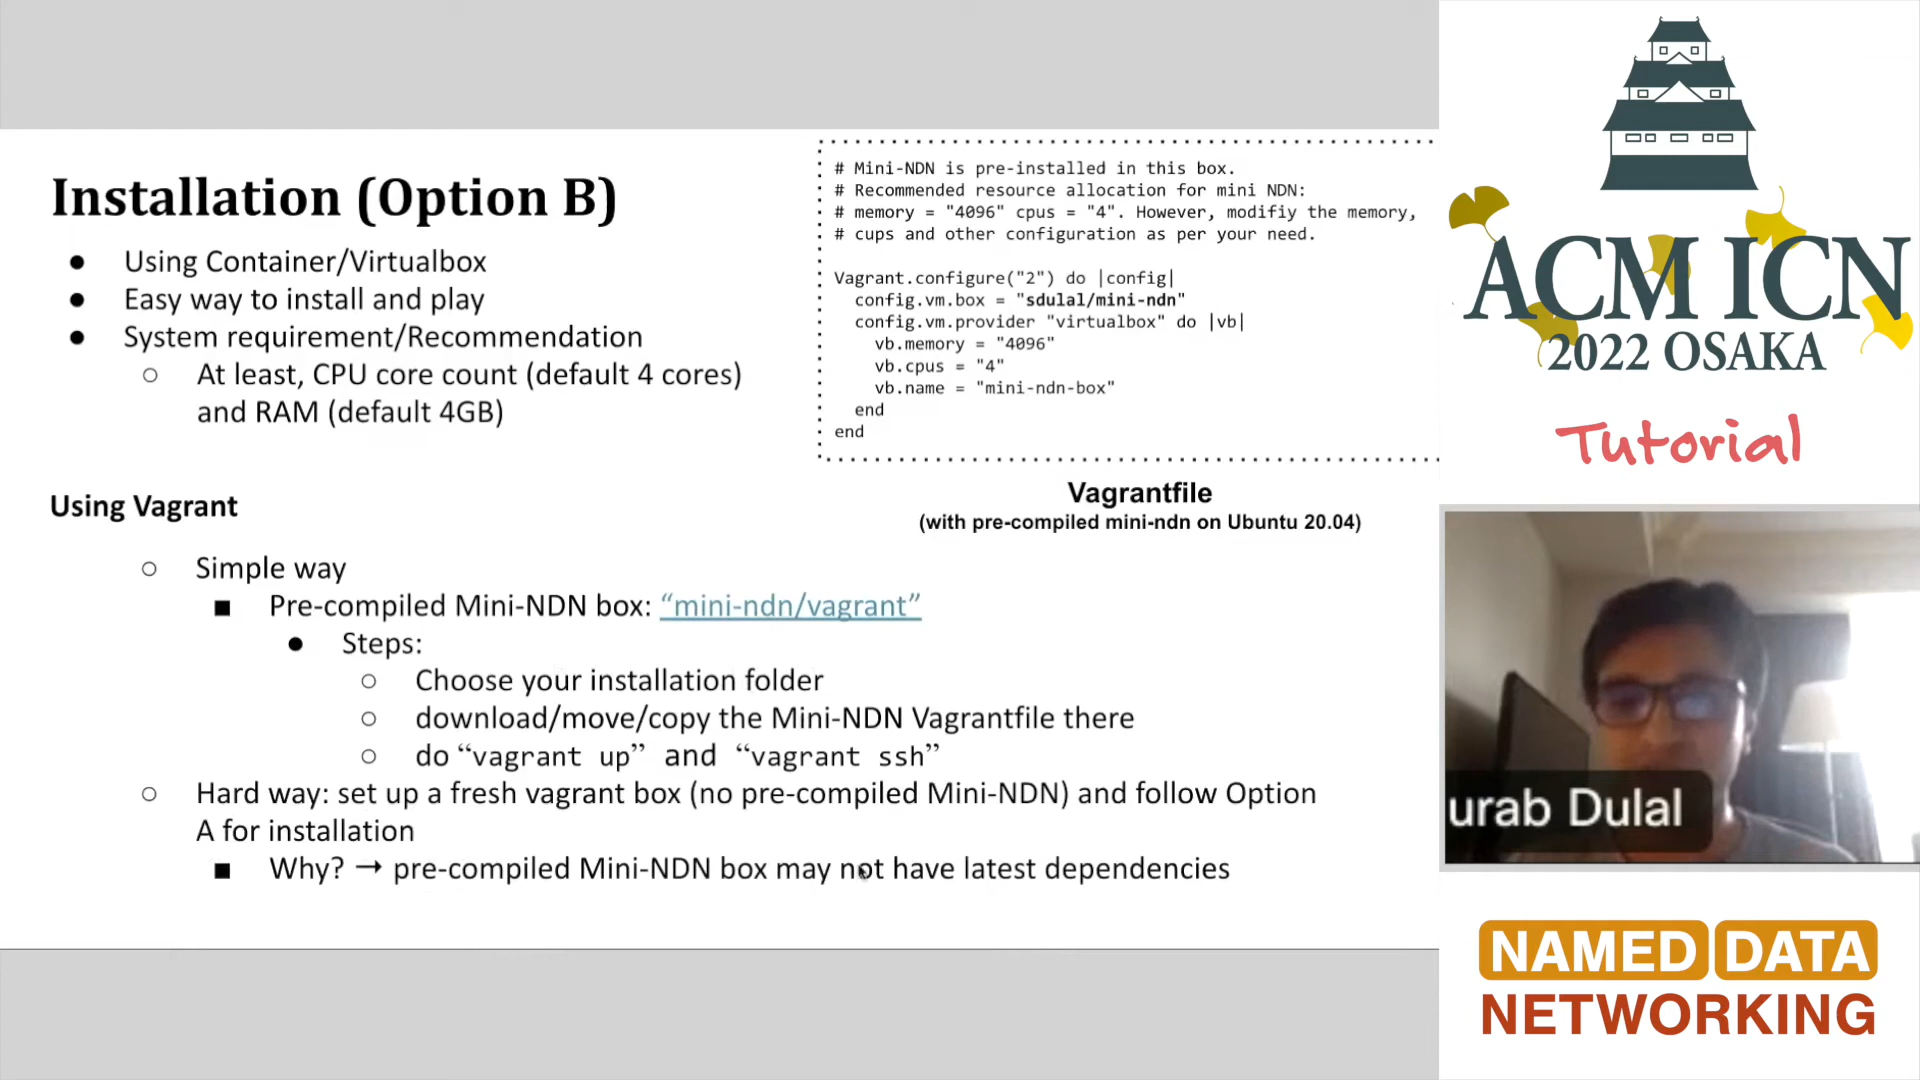 Installation (Option B)
● Using Container/Virtualbox
● Easy way to install and play
● System requirement/Recommendation
○ At least, CPU core count (default 4 cores)
and RAM (default 4GB)
# Mini-NDN is pre-installed in this box.
# Recommended resource allocation for mini NDN:
# memory = "4096" cpus = "4". However, modifiy the memory,
# cups and other configuration as per your need.
Vagrant.configure("2") do |config|
config.vm.box = "sdulal/mini-ndn"
config.vm.provider "virtualbox" do |vb|
vb.memory = "4096"
vb.cpus = "4"
vb.name = "mini-ndn-box"
end
end
Vagrantfile
(with pre-compiled mini-ndn on Ubuntu 20.04)
Using Vagrant
○ Simple way
■ Pre-compiled Mini-NDN box: “mini-ndn/vagrant”
● Steps:
○ Choose your installation folder
○ download/move/copy the Mini-NDN Vagrantfile there
○ do “vagrant up” and “vagrant ssh”
○ Hard way: set up a fresh vagrant box (no pre-compiled Mini-NDN) and follow Option
A for installation
■ Why? → pre-compiled Mini-NDN box may not have latest dependencies
ACM ICN
2022 OSAKA
Tutorial
urab Dulal
NAMED DATA
NETWORKING